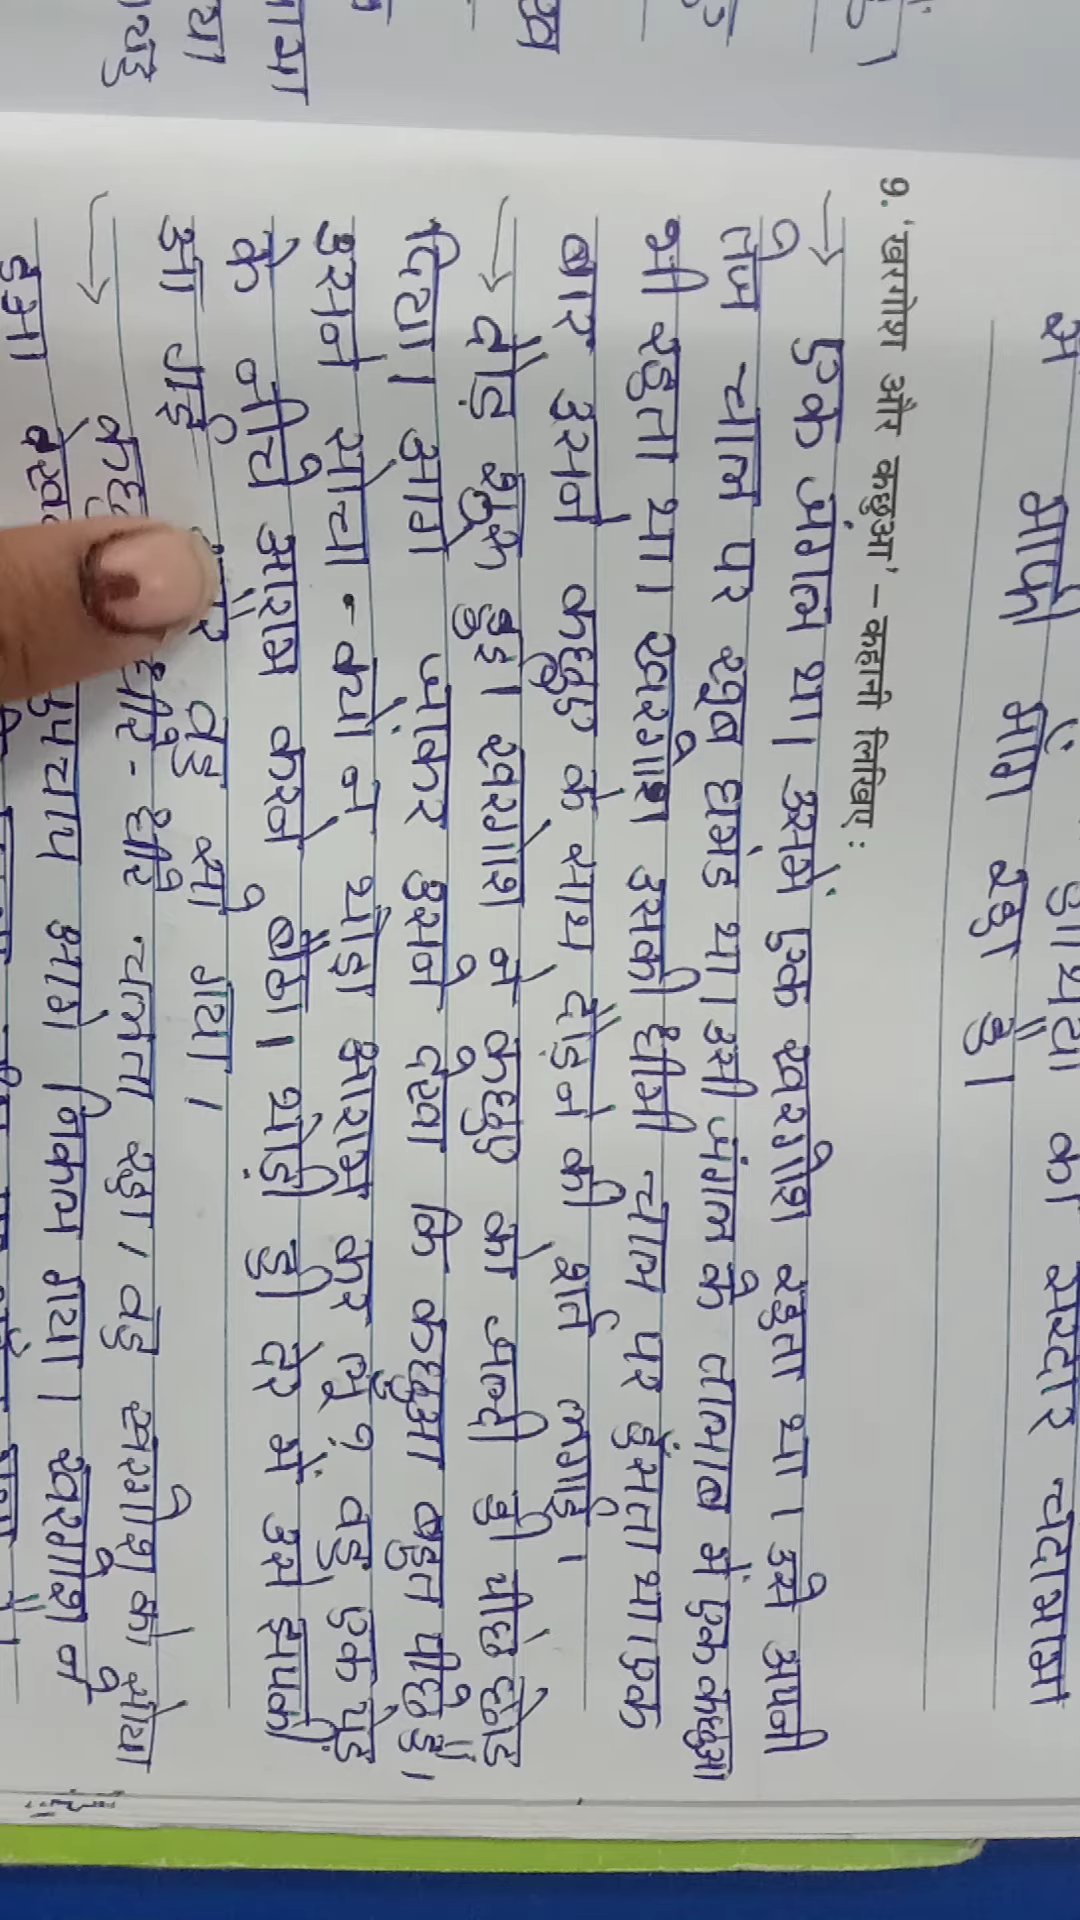 माफी माँग रहा है।
9. 'खरगोश और कछुआ' – कहानी लिखिए :
→ एक जंगल था। उसमें एक खरगोश रहता था। उसे अपनी
तेज चाल पर खूब घमंड था। उसी जंगल के तालाब में एक कछुआ
भी रहता था। खरगोश उसकी धीमी चाल पर हँसता था। एक
बार उसने कछुए के साथ दौड़ने की शर्त लगाई।
→ दौड़ शुरू हुई। खरगोश ने कछुए को जल्दी ही पीछे छोड़
दिया। आगे जाकर उसने देखा कि कछुआ बहुत पीछे है।
उसने सोचा - क्यों न थोड़ा आराम कर लूँ? वह एक पेड़
के नीचे आराम करने बैठा। थोड़ी ही देर में उसे झपकी
आ गई और वह सो गया।
→ धीरे-धीरे चलता रहा। वह खरगोश को सोया
हुआ देख चुपचाप आगे निकल गया। खरगोश ने